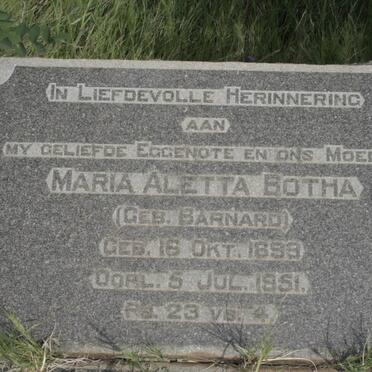 IN LIEFDEVOLLE HERINNERING
AAN
MY GELIEFDE EGGENOTE EN ONS MOED
MARIA ALETTA BOTHA
(GEB. BARNARD)
GEB. 16 OKT. 1899
OORL. 5 JUL. 1951.
PS. 23 VS. 4.